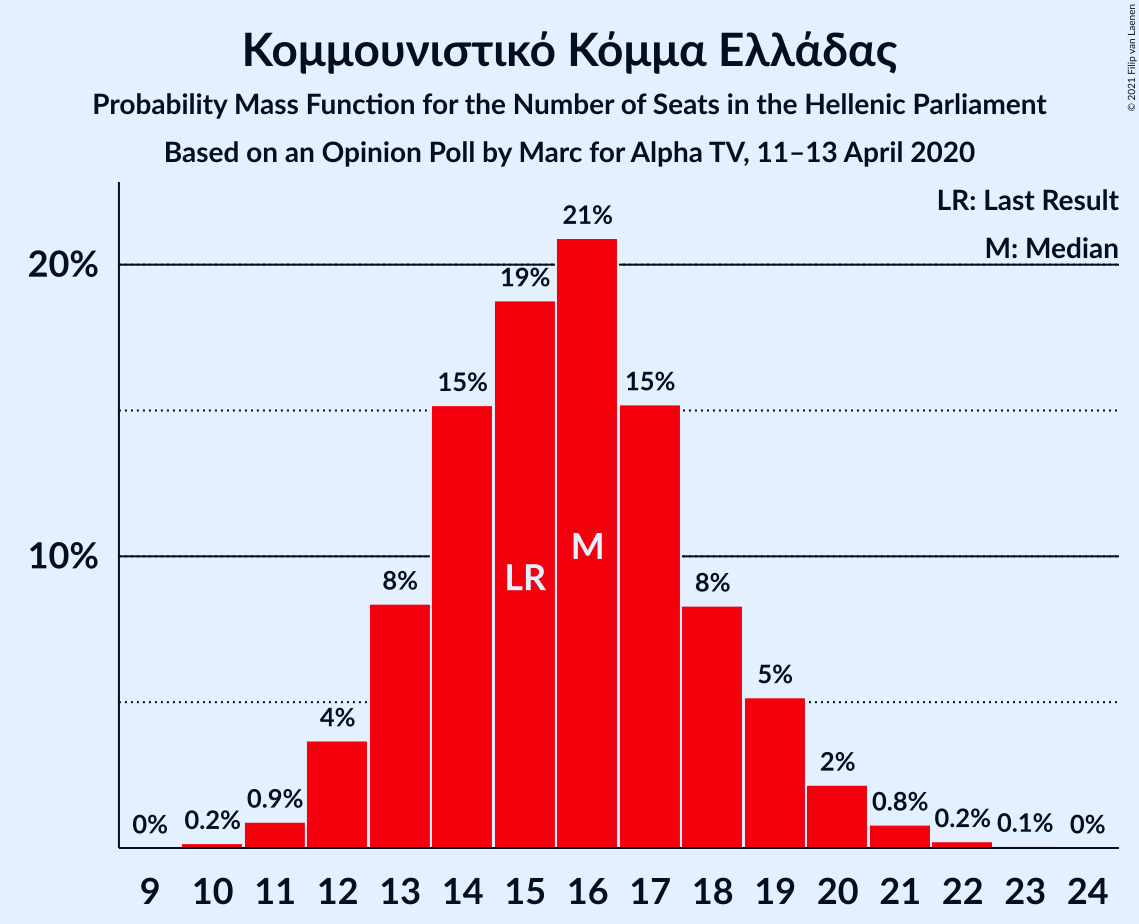 Κομμουνιστικό Κόμμα Ελλάδας
Probability Mass Function for the Number of Seats in the Hellenic Parliament
Based on an Opinion Poll by Marc for Alpha TV, 11–13 April 2020
© 2021 Filip van Laenen
LR: Last Result
M: Median
20%
10%
0%
0.2%
0.9%
4%
8%
15%
19%
21%
15%
8%
5%
2%
0.8%
0.2%
0.1%
0%
LR
M
9 10 11 12 13 14 15 16 17 18 19 20 21 22 23 24